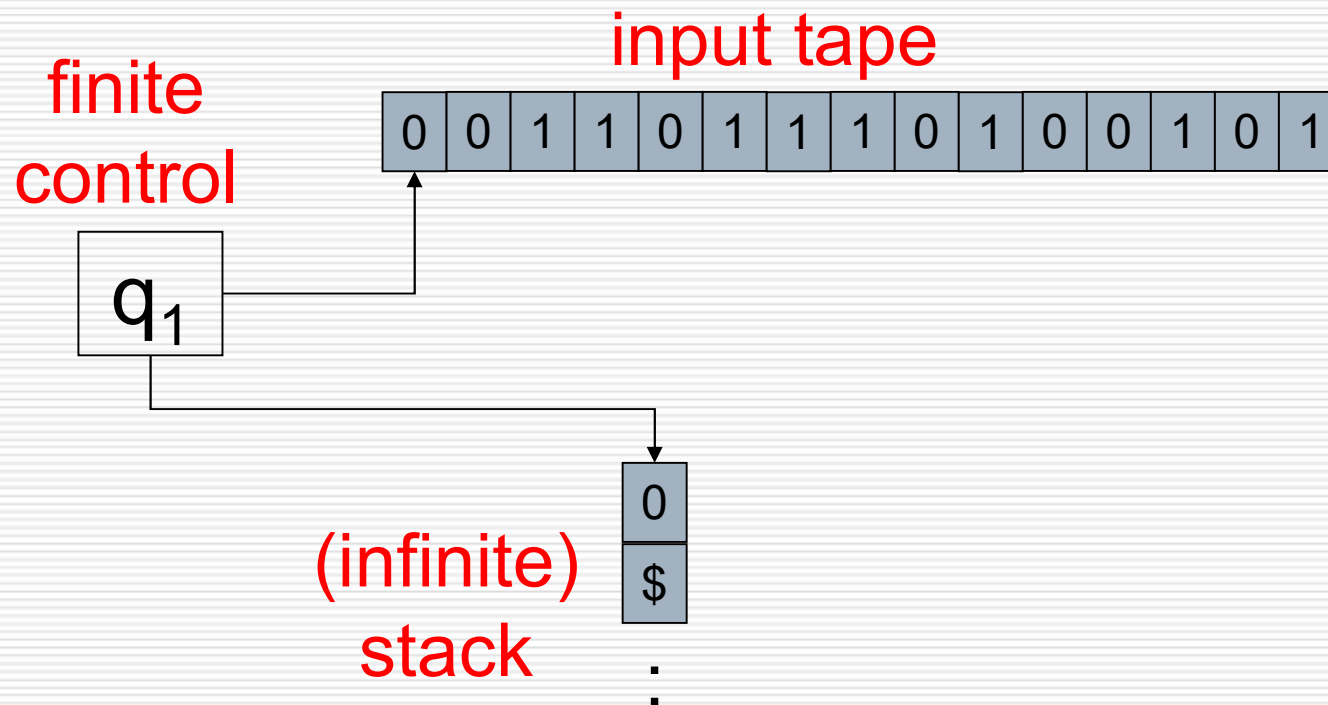 input tape
finite
control
0 0 1 1 0 1 1 1 0 1 0 0 1 0 1
q₁
0
$
(infinite)
stack
.
.